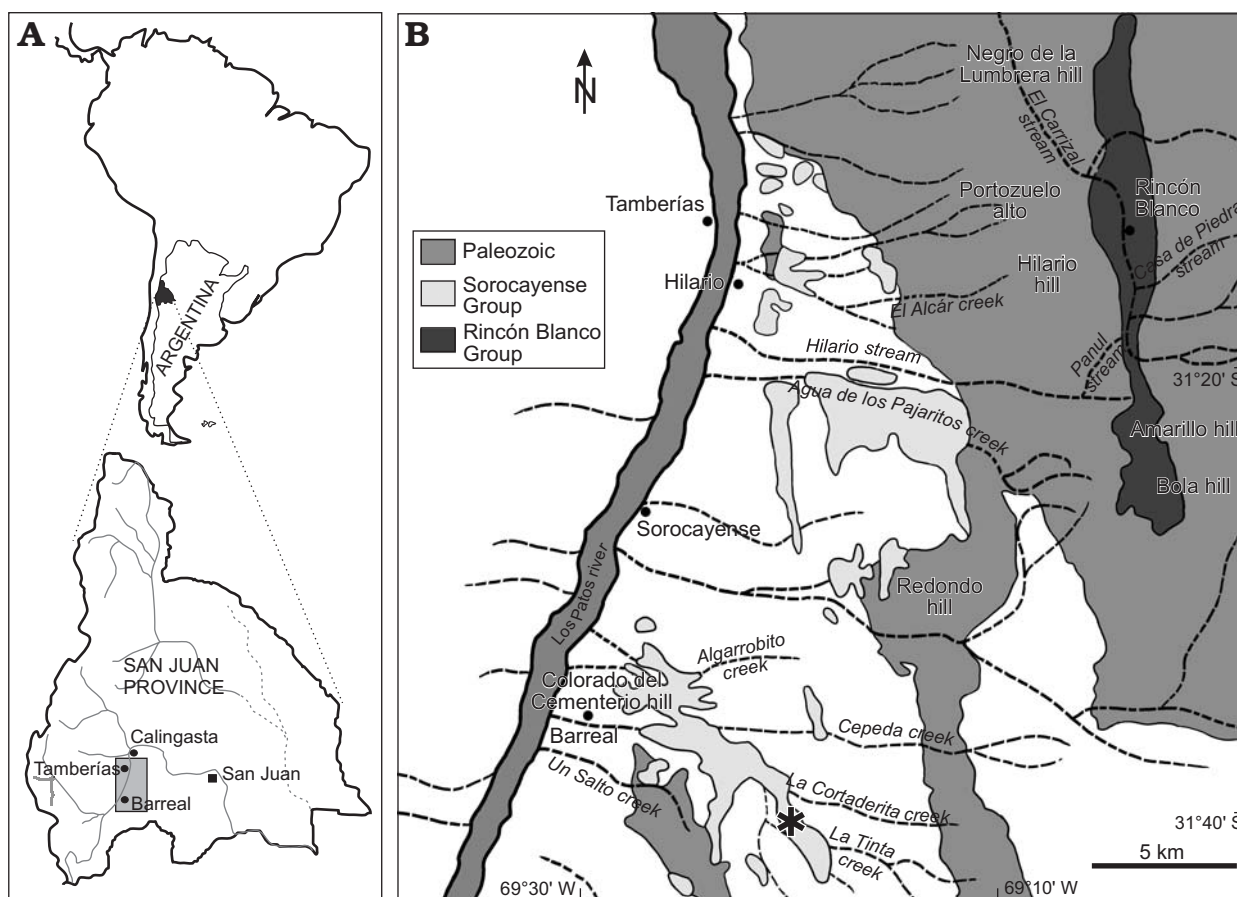 A
ARGENTINA
SAN JUAN
PROVINCE
Calingasta
Tamberías
San Juan
Barreal
B
N
Negro de la
Lumbrera hill
El Carrizal
stream
Tamberías
Portozuelo
alto
Rincón
Blanco
Casa de Piedra
stream
Paleozoic
Sorocayense
Group
Rincón Blanco
Group
Hilario
Hilario
hill
El Alcár creek
Hilario stream
Panul
stream
31°20' S
Agua de los Pajaritos creek
Amarillo hill
Bola hill
Sorocayense
Los Patos river
Redondo
hill
Algarrobito
creek
Colorado del
Cementerio hill
Barreal
Cepeda creek
Un Salto creek
La Cortaderita creek
La Tinta
creek
31°40' S
5 km
69°30' W
69°10' W